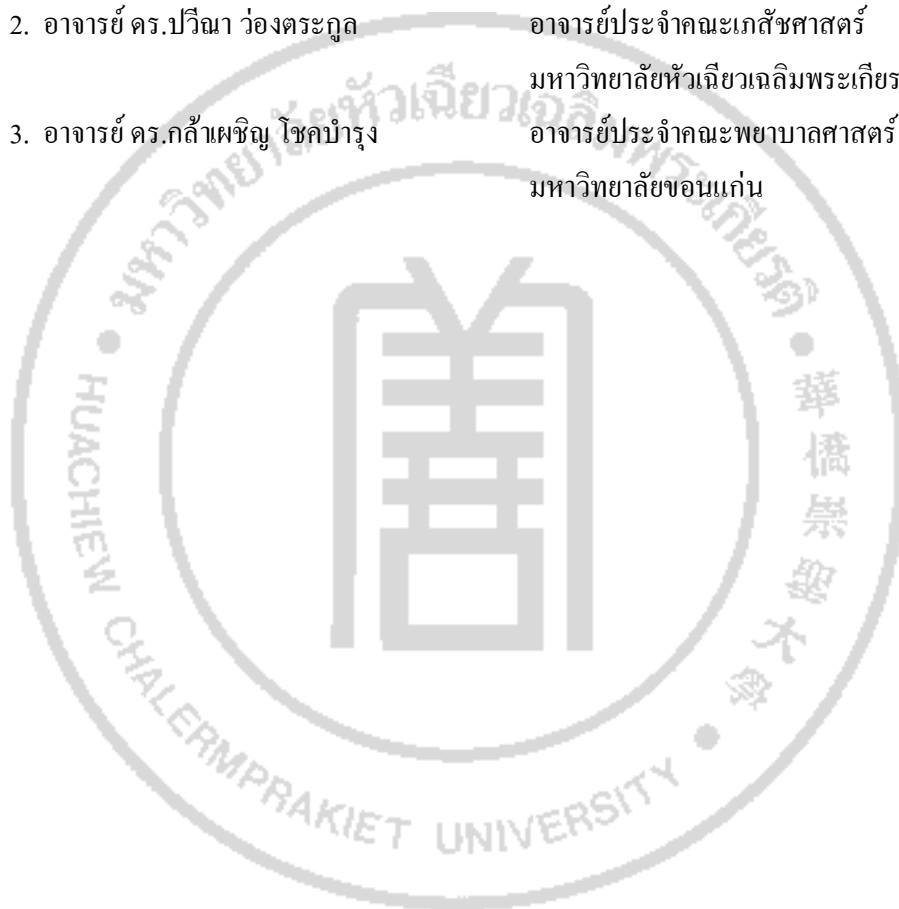 2. อาจารย์ ดร.ปวีณา ว่องตระกูล อาจารย์ประจำคณะเภสัชศาสตร์
มหาวิทยาลัยหัวเฉียวเฉลิมพระเกียร
3. อาจารย์ ดร.กล้าเผชิญ โชคบำรุง อาจารย์ประจำคณะพยาบาลศาสตร์
มหาวิทยาลัยขอนแก่น
มหาวิทยาลัยหัวเฉียวเฉลิมพระเกียรติ
華僑崇聖大學
HUACHIEW CHALERMPRAKIET UNIVERSITY